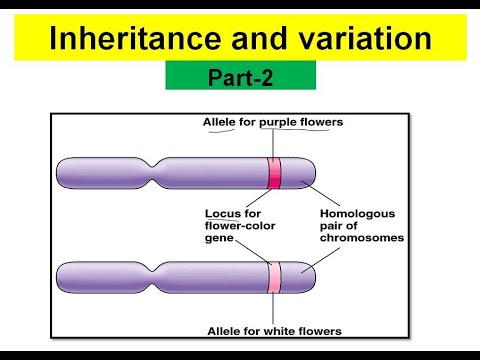 Inheritance and variation
Part-2
Allele for purple flowers
Locus for
flower-color
gene
Homologous
pair of
chromosomes
Allele for white flowers